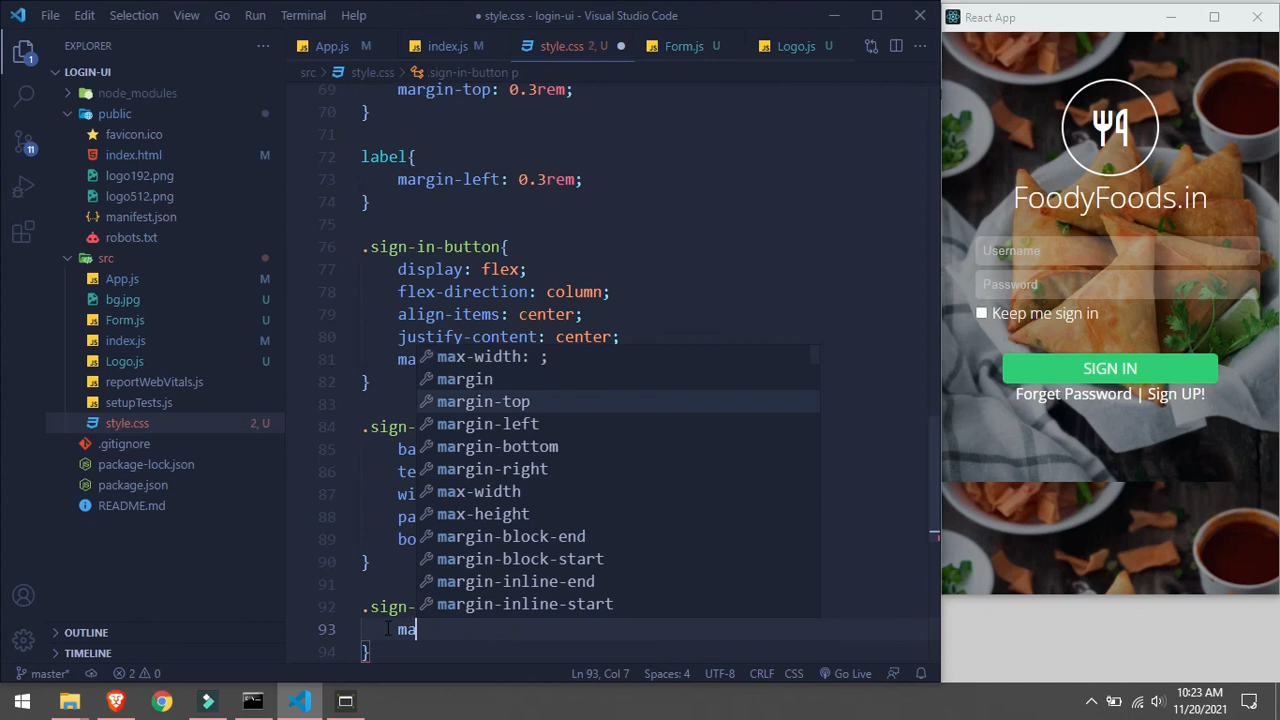 File Edit Selection View Go Run Terminal Help
● style.css - login-ui - Visual Studio Code
React App
EXPLORER
App.js M
index.js M
style.css 2, U
Form.js U
Logo.js U
LOGIN-UI
node_modules
public
favicon.ico
index.html M
logo192.png
logo512.png
manifest.json
robots.txt
src
App.js M
bg.jpg U
Form.js U
index.js M
Logo.js U
reportWebVitals.js
setupTests.js
style.css 2, U
.gitignore
package-lock.json
package.json
README.md
OUTLINE
TIMELINE
1
11
src > style.css > .sign-in-button p
69 margin-top: 0.3rem;
70 }
71
72 label{
73 margin-left: 0.3rem;
74 }
75
76 .sign-in-button{
77 display: flex;
78 flex-direction: column;
79 align-items: center;
80 justify-content: center;
81 ma
82 }
83
84 .sign-
85 ba
86 te
87 wi
88 pa
89 bo
90 }
91
92 .sign-
93 ma
94 }
max-width: ;
margin
margin-top
margin-left
margin-bottom
margin-right
max-width
max-height
margin-block-end
margin-block-start
margin-inline-end
margin-inline-start
FoodyFoods.in
Username
Password
Keep me sign in
SIGN IN
Forget Password | Sign UP!
master* 2 0
Ln 93, Col 7 Spaces: 4 UTF-8 CRLF CSS Go Live
10:23 AM
11/20/2021